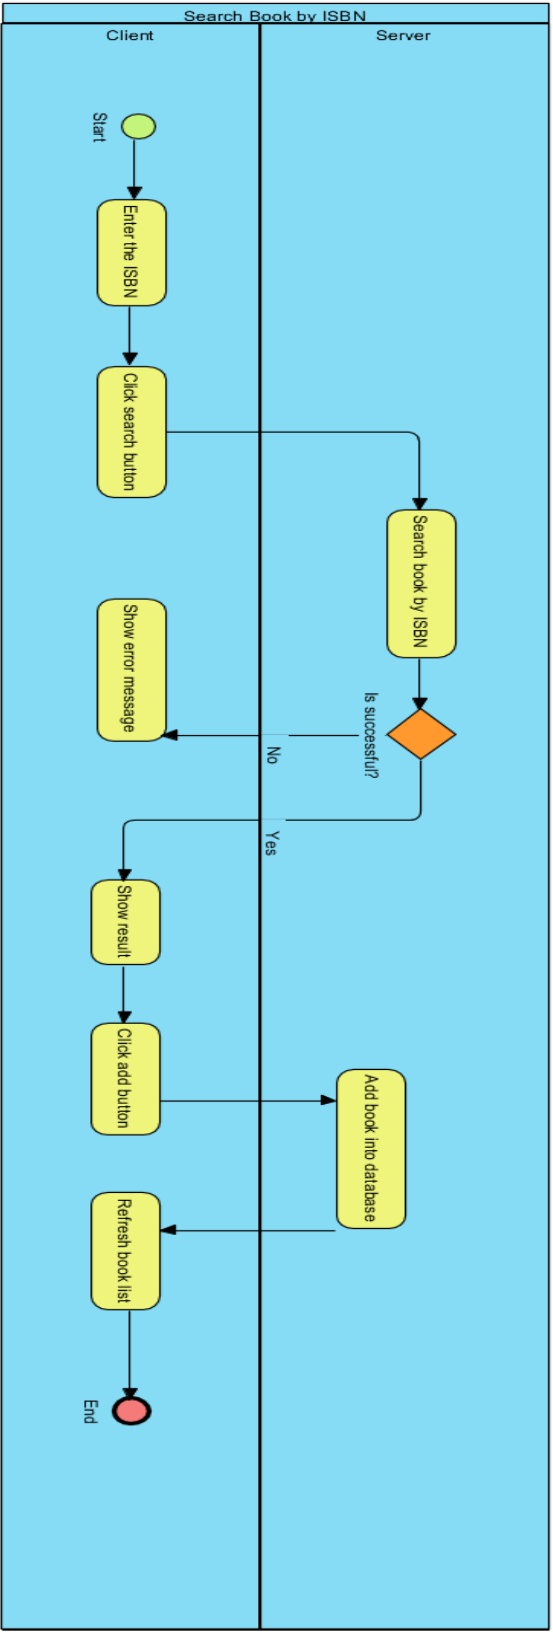 Search Book by ISBN
Client
Server
Start
Enter the ISBN
Click search button
Search book by ISBN
Show error message
Is successful?
No
Yes
Show result
Click add button
Add book into database
Refresh book list
End